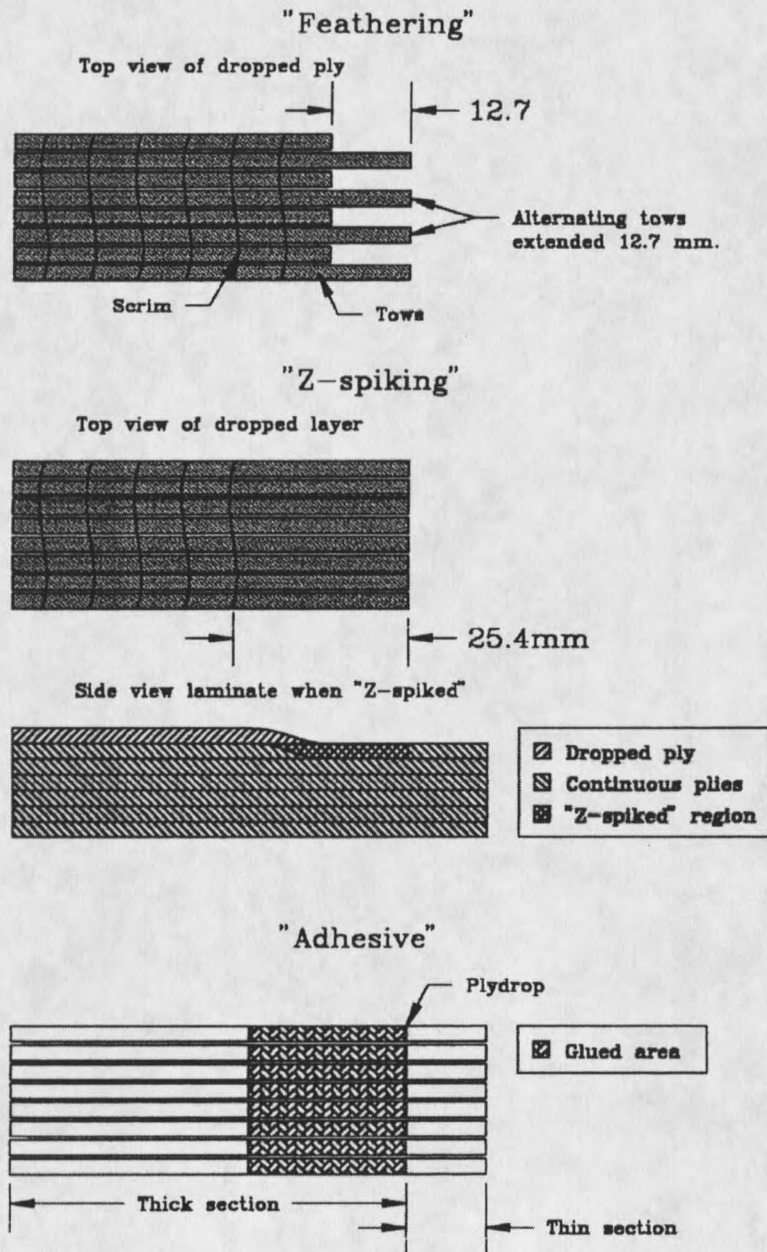 "Feathering"
Top view of dropped ply
12.7
Alternating tows
extended 12.7 mm.
Scrim
Tows
"Z-spiking"
Top view of dropped layer
25.4mm
Side view laminate when "Z-spiked"
Dropped ply
Continuous plies
"Z-spiked" region
"Adhesive"
Plydrop
Glued area
Thick section
Thin section